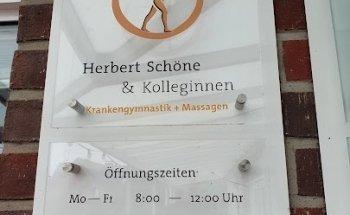 Herbert Schöne
& Kolleginnen
Krankengymnastik + Massagen
Öffnungszeiten
Mo — Fr 8:00 — 12:00 Uhr